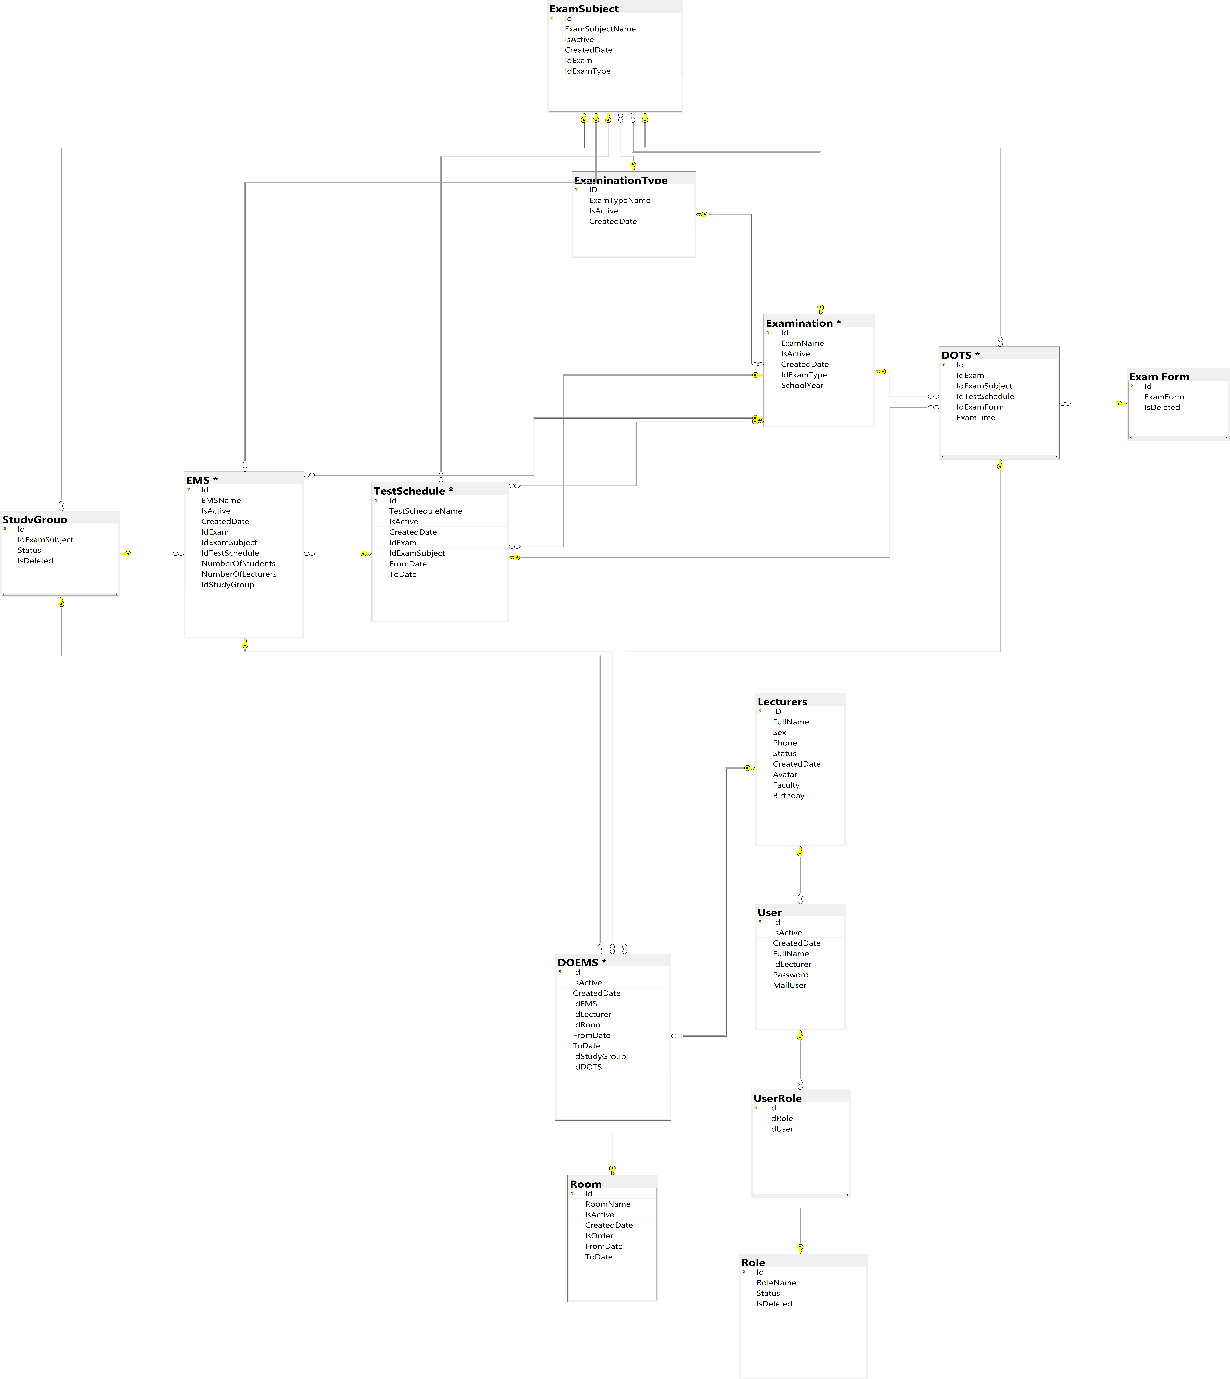 ExamSubject
Id
ExamSubjectName
IsActive
CreatedDate
IdExam
IdExamType
ExaminationType
ID
ExamTypeName
IsActive
CreatedDate
Examination *
Id
ExamName
IsActive
CreatedDate
IdExamType
SchoolYear
DOTS *
Id
IdExam
IdExamSubject
IdTestSchedule
IdExamForm
ExamTime
Exam Form
Id
ExamForm
IsDeleted
StudyGroup
Id
IdExamSubject
Status
IsDeleted
EMS *
Id
EMSName
IsActive
CreatedDate
IdExam
IdExamSubject
IdTestSchedule
NumberOfStudents
NumberOfLecturers
IdStudyGroup
TestSchedule *
Id
TestScheduleName
IsActive
CreatedDate
IdExam
IdExamSubject
FromDate
ToDate
Lecturers
ID
FullName
Sex
Phone
Status
CreatedDate
Avatar
Faculty
Birthday
User
Id
IsActive
CreatedDate
FullName
IdLecturer
Password
MailUser
DOEMS *
Id
IsActive
CreatedDate
IdEMS
IdLecturer
IdRoom
FromDate
ToDate
IdStudyGroup
IdDOTS
UserRole
Id
IdRole
IdUser
Room
Id
RoomName
IsActive
CreatedDate
IsOrder
FromDate
ToDate
Role
Id
RoleName
Status
IsDeleted